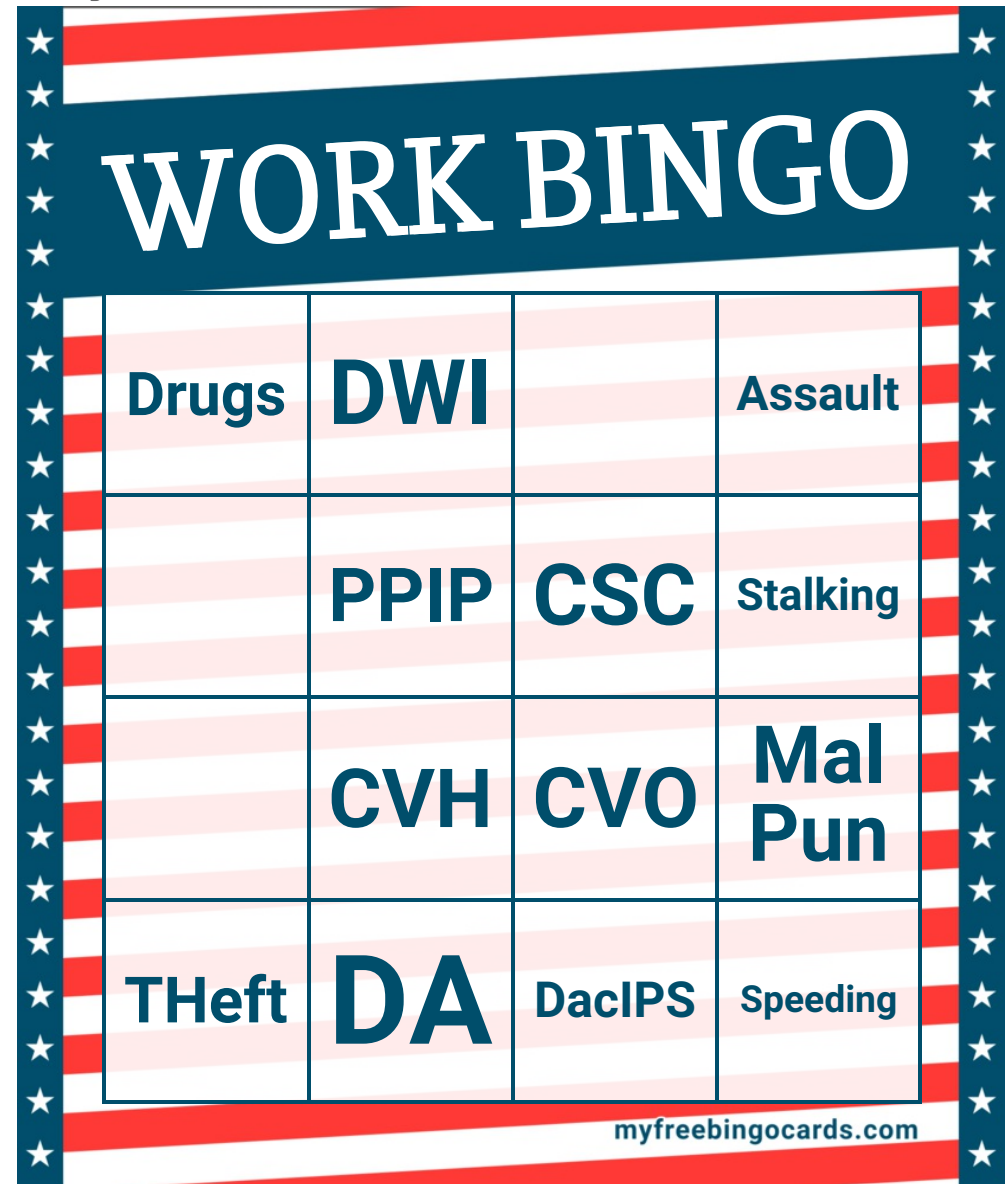 WORK BINGO
Drugs
DWI
Assault
PPIP
CSC
Stalking
CVH
CVO
Mal
Pun
THeft
DA
DacIPS
Speeding
myfreebingocards.com